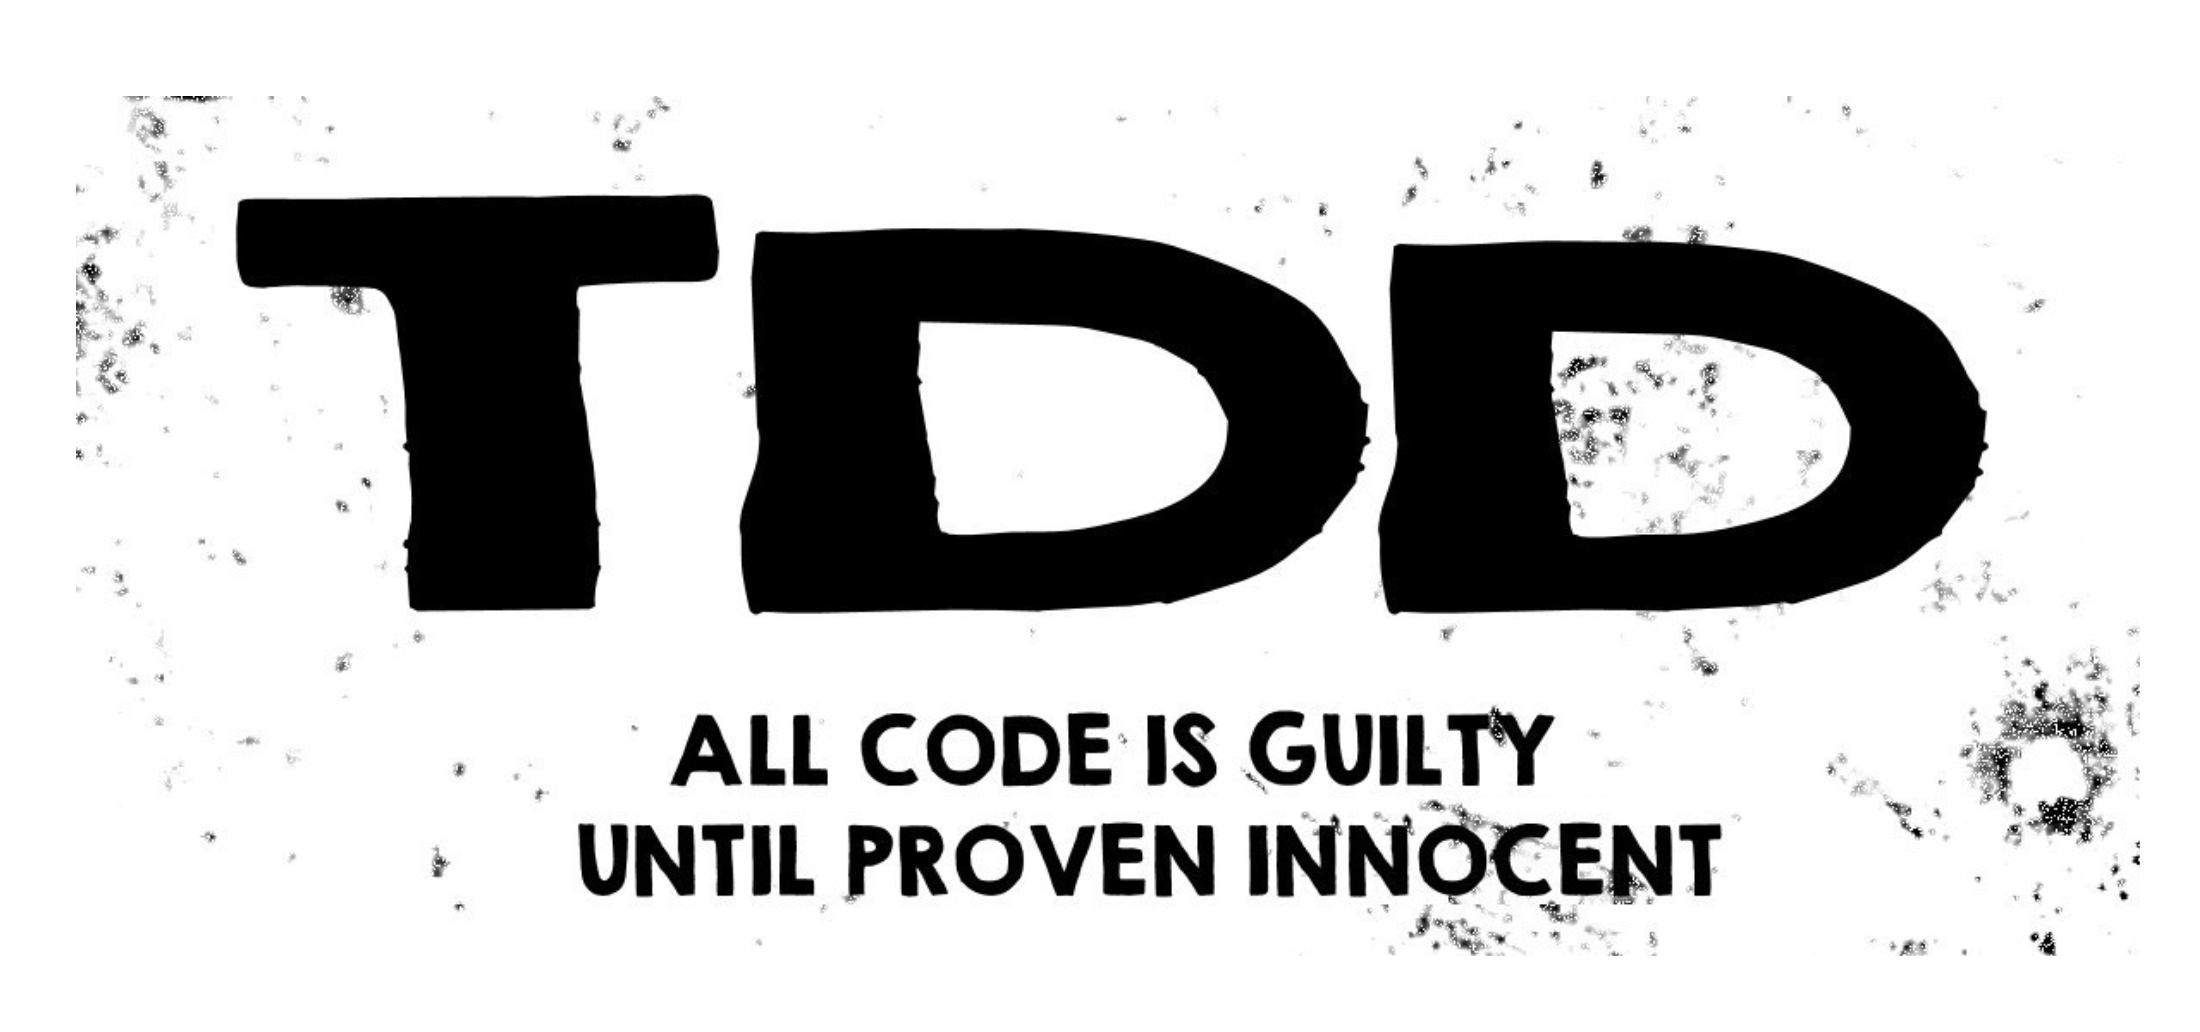 TDD
ALL CODE IS GUILTY
UNTIL PROVEN INNOCENT